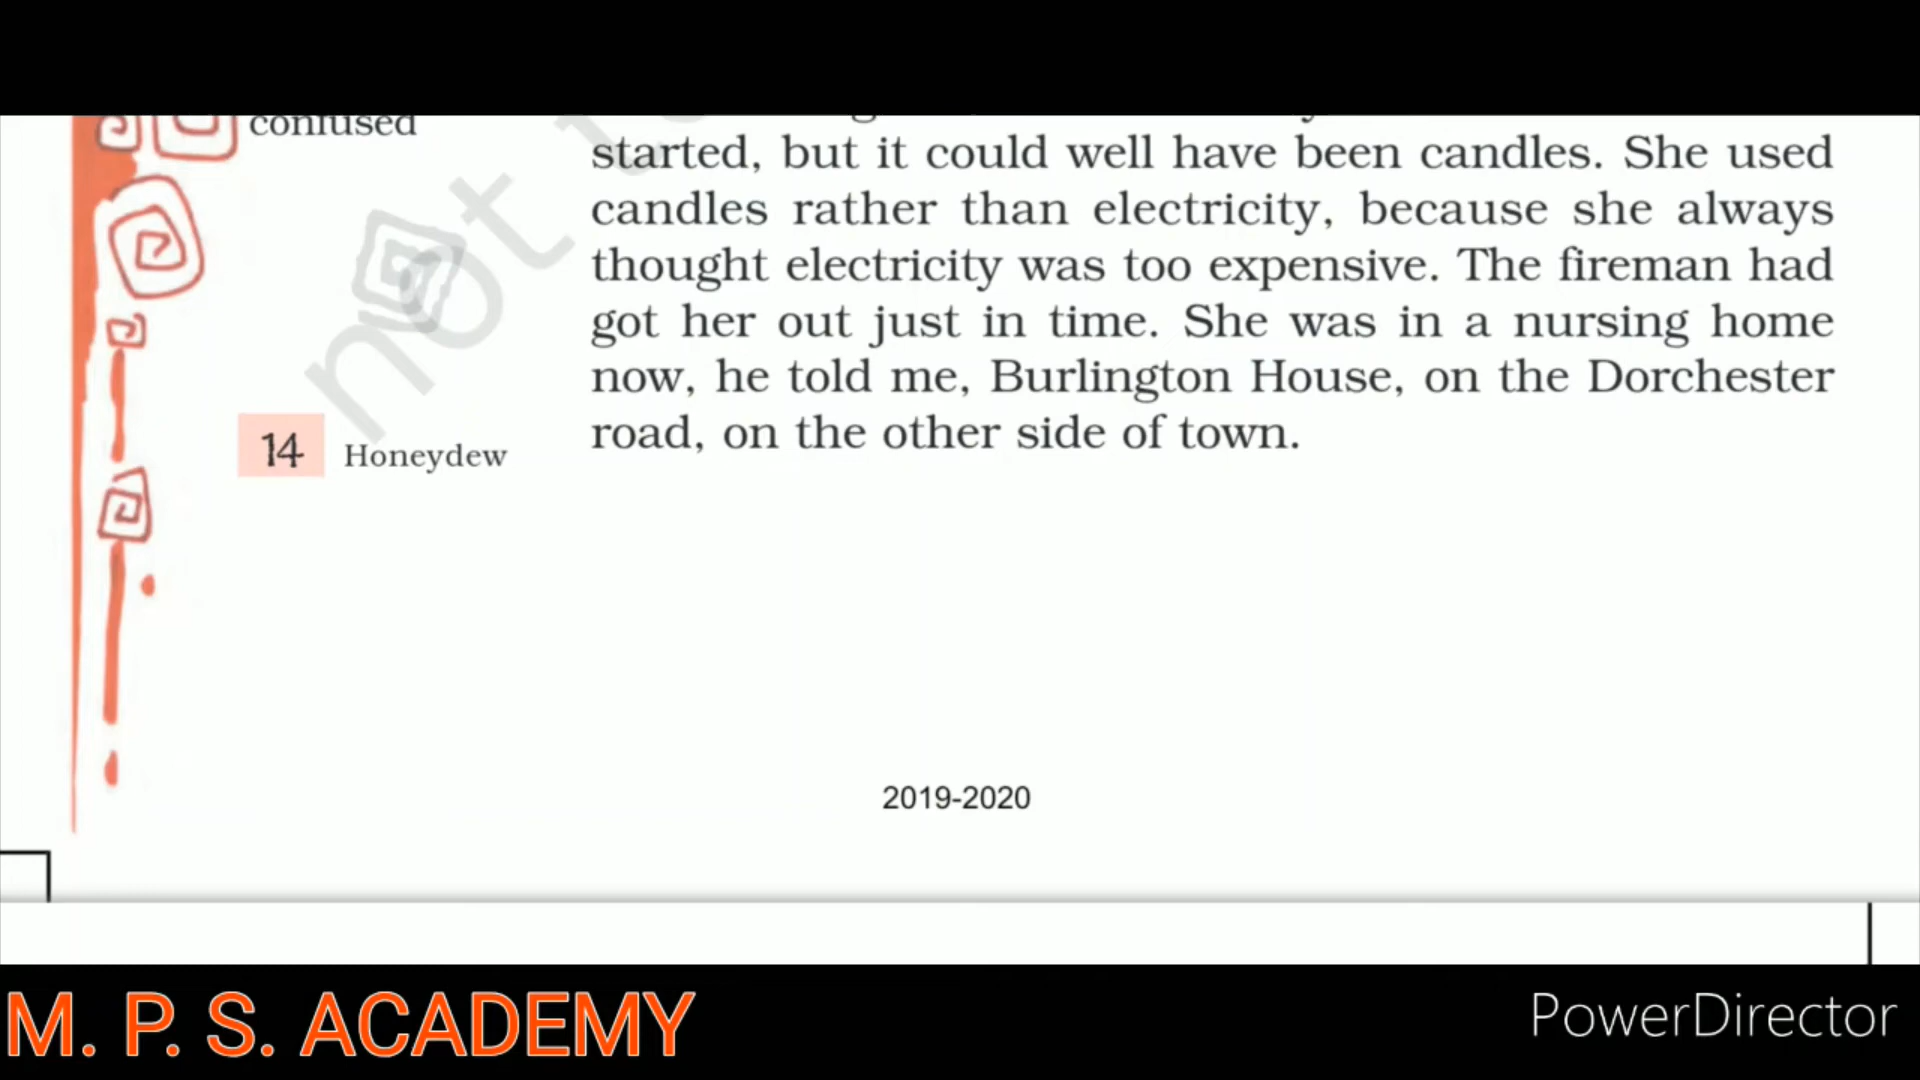 confused
started, but it could well have been candles. She used
candles rather than electricity, because she always
thought electricity was too expensive. The fireman had
got her out just in time. She was in a nursing home
now, he told me, Burlington House, on the Dorchester
road, on the other side of town.
14 Honeydew
not
2019-2020
M. P. S. ACADEMY
PowerDirector